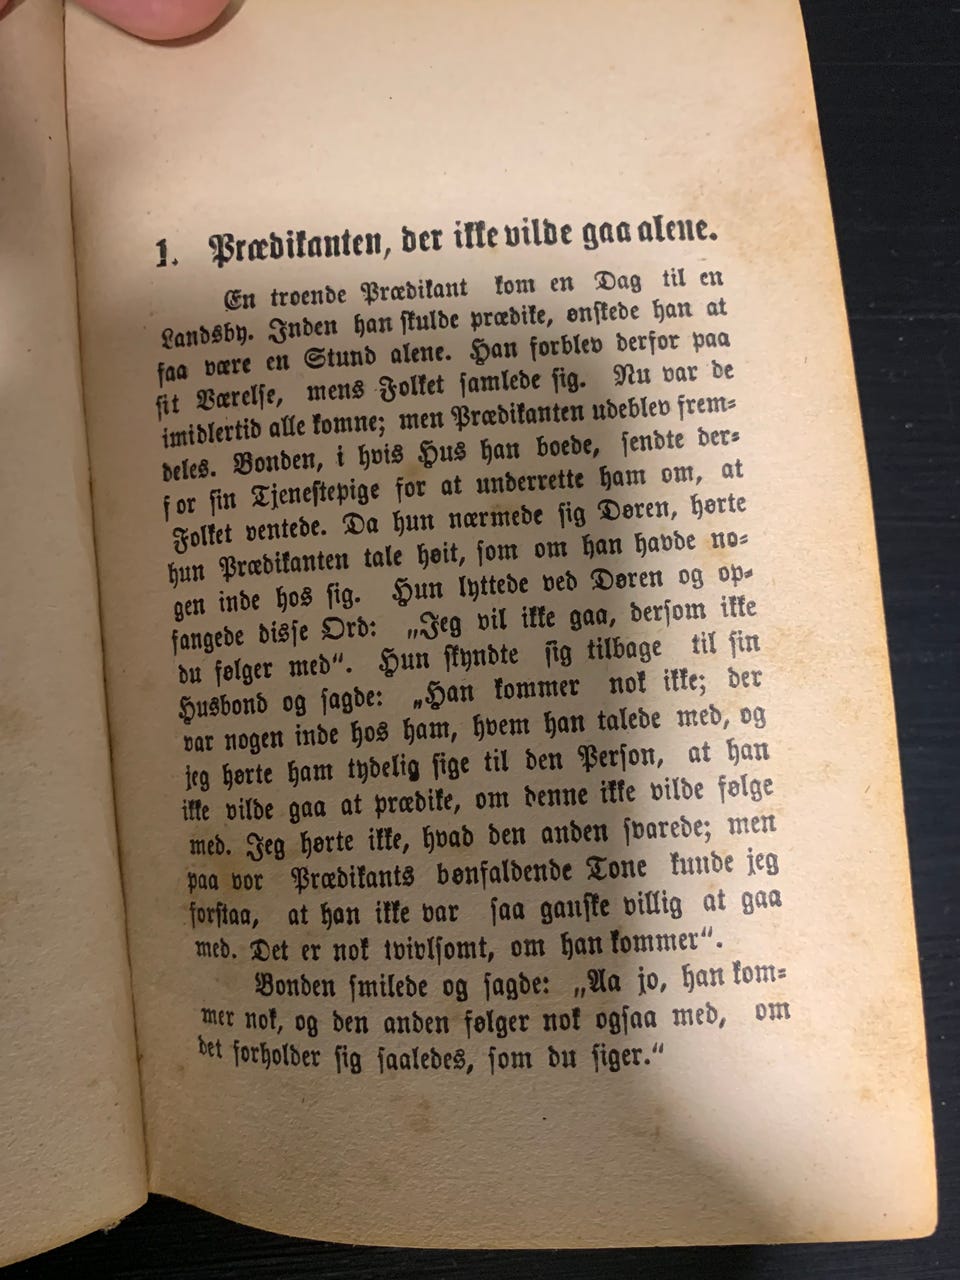 1. Prædikanten, der ikke vilde gaa alene.
En troende Prædikant kom en Dag til en
Landsby. Inden han skulde prædike, ønskede han at
faa være en Stund alene. Han forblev derfor paa
sit Værelse, mens Folket samlede sig. Nu var de
imidlertid alle komne; men Prædikanten udeblev frem-
deles. Bonden, i hvis Hus han boede, sendte der-
for sin Tjenestepige for at underrette ham om, at
Folket ventede. Da hun nærmede sig Døren, hørte
hun Prædikanten tale høit, som om han havde no-
gen inde hos sig. Hun lyttede ved Døren og op-
fangede disse Ord: „Jeg vil ikke gaa, dersom ikke
du følger med“. Hun skyndte sig tilbage til sin
Husbond og sagde: „Han kommer nok ikke; der
var nogen inde hos ham, hvem han talede med, og
jeg hørte ham tydelig sige til den Person, at han
ikke vilde gaa at prædike, om denne ikke vilde følge
med. Jeg hørte ikke, hvad den anden svarede; men
paa vor Prædikants bønfaldende Tone kunde jeg
forstaa, at han ikke var saa ganske villig at gaa
med. Det er nok tvivlsomt, om han kommer“.
Bonden smilede og sagde: „Aa jo, han kom-
mer nok, og den anden følger nok ogsaa med, om
det forholder sig saaledes, som du siger.“